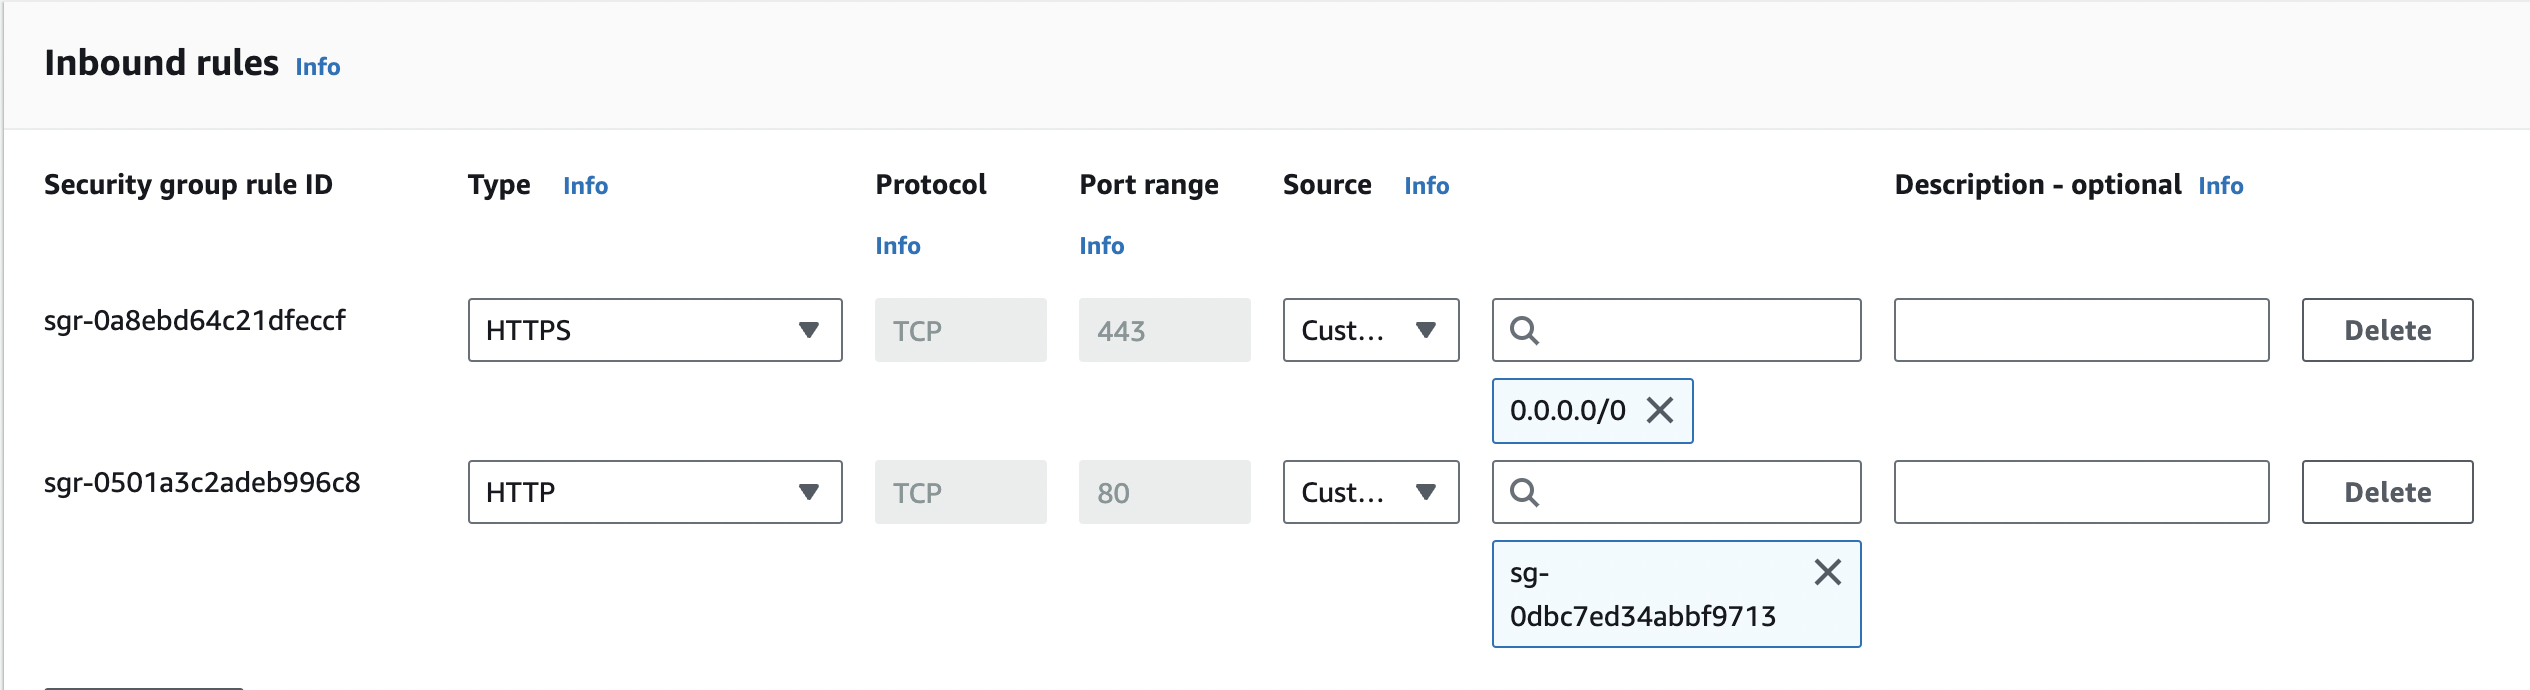 Inbound rules Info
Security group rule ID Type Info Protocol Port range Source Info Description - optional Info
Info Info
sgr-0a8ebd64c21dfeccf HTTPS TCP 443 Cust... Delete
0.0.0.0/0
sgr-0501a3c2adeb996c8 HTTP TCP 80 Cust... Delete
sg-
0dbc7ed34abbf9713